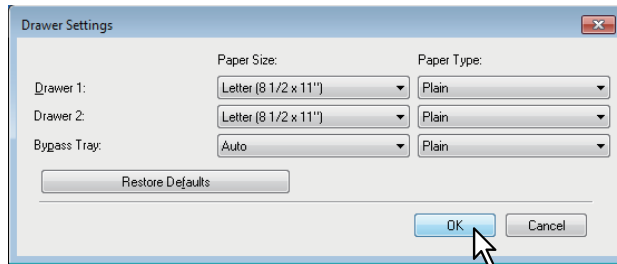 Drawer Settings
Paper Size: Paper Type:
Drawer 1: Letter (8 1/2 x 11") Plain
Drawer 2: Letter (8 1/2 x 11") Plain
Bypass Tray: Auto Plain
Restore Defaults
OK Cancel